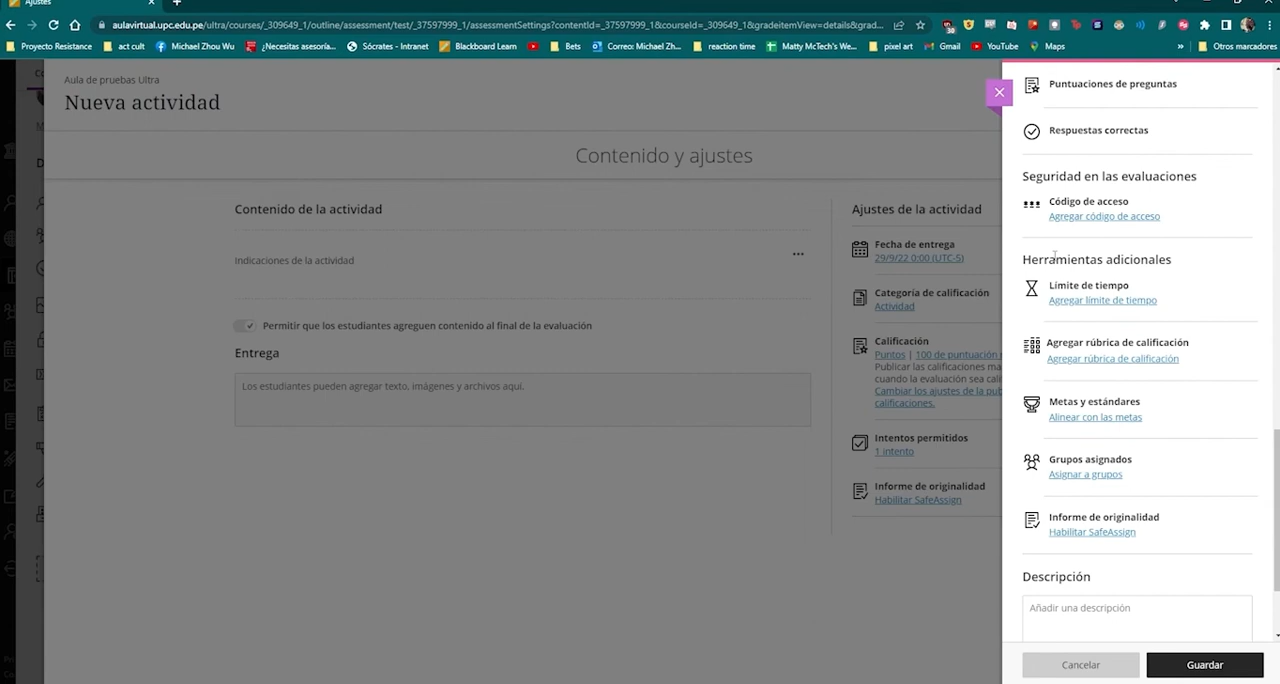 Ajustes
aulavirtual.upc.edu.pe/ultra/courses/_309649_1/outline/assessment/test/_37597999_1/assessmentSettings?contentId=_37597999_1&courseId=_309649_1&gradeitemView=details&grad...
Proyecto Resistance
act cult
Michael Zhou Wu
¿Necesitas asesoría...
Sócrates - Intranet
Blackboard Learn
Bets
Correo: Michael Zh...
reaction time
Matty McTech's We...
pixel art
Gmail
YouTube
Maps
Otros marcadores
Aula de pruebas Ultra
Nueva actividad
Contenido y ajustes
Contenido de la actividad
Indicaciones de la actividad
Permitir que los estudiantes agreguen contenido al final de la evaluación
Entrega
Los estudiantes pueden agregar texto, imágenes y archivos aquí.
Ajustes de la actividad
Fecha de entrega
29/9/22 0:00 (UTC-5)
Categoría de calificación
Actividad
Calificación
Puntos | 100 de puntuación
Publicar las calificaciones
cuando la evaluación sea
Cambiar los ajustes de la
calificaciones.
Intentos permitidos
1 intento
Informe de originalidad
Habilitar SafeAssign
Puntuaciones de preguntas
Respuestas correctas
Seguridad en las evaluaciones
Código de acceso
Agregar código de acceso
Herramientas adicionales
Límite de tiempo
Agregar límite de tiempo
Agregar rúbrica de calificación
Agregar rúbrica de calificación
Metas y estándares
Alinear con las metas
Grupos asignados
Asignar a grupos
Informe de originalidad
Habilitar SafeAssign
Descripción
Añadir una descripción
Cancelar
Guardar